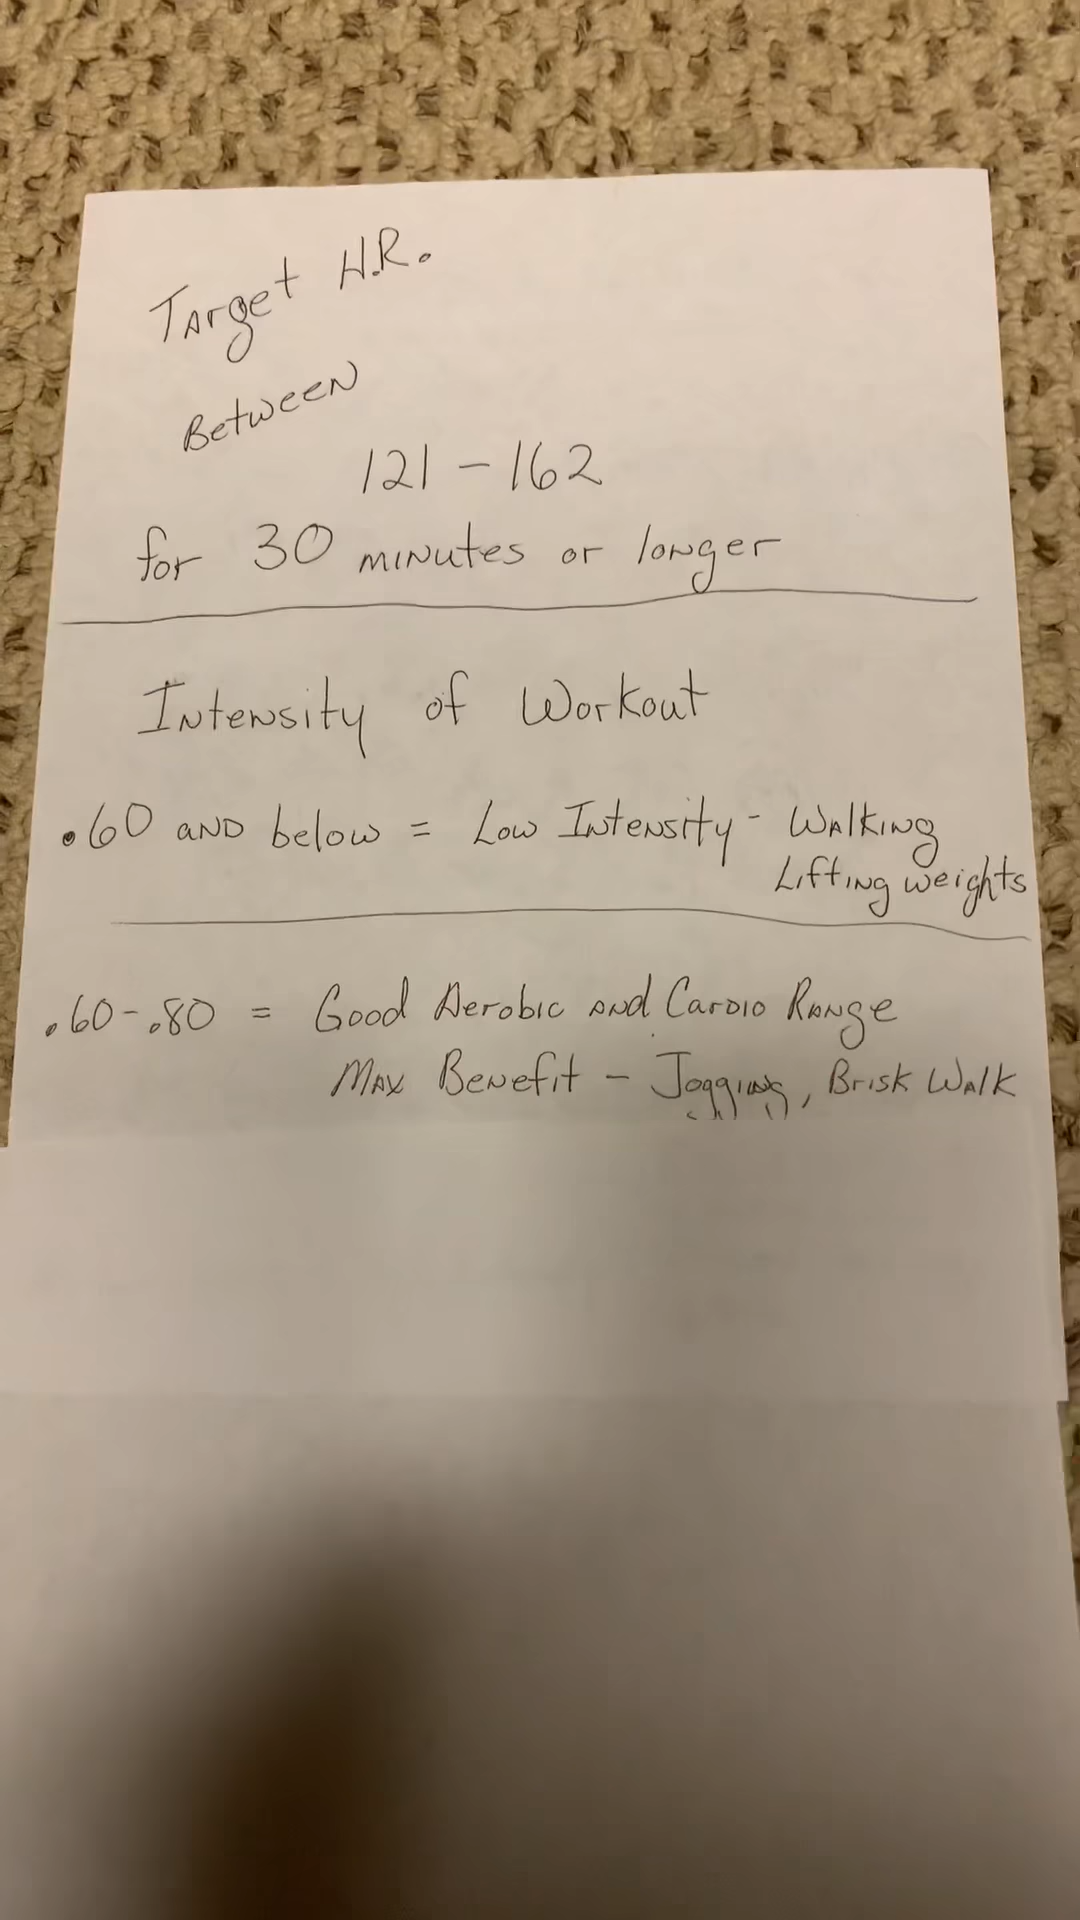 Target H.R.
Between
121 - 162
for 30 minutes or longer
Intensity of Workout
.60 and below = Low Intensity - Walking
Lifting weights
.60-.80 = Good Aerobic and Cardio Range
Max Benefit - Jogging, Brisk Walk